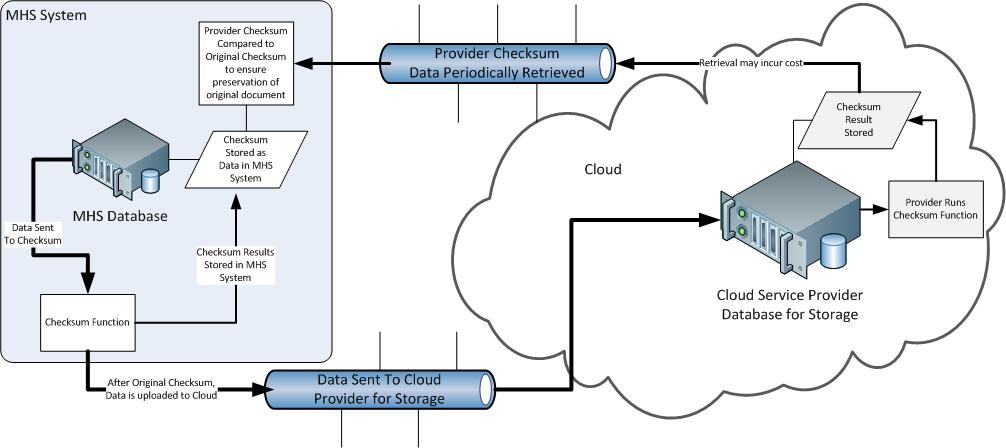 MHS System
Provider Checksum
Compared to
Original Checksum
to ensure
preservation of
original document
Checksum
Stored as
Data in MHS
System
MHS Database
Data Sent
To Checksum
Checksum Results
Stored in MHS
System
Checksum Function
After Original Checksum,
Data is uploaded to Cloud
Data Sent To Cloud
Provider for Storage
Provider Checksum
Data Periodically Retrieved
Retrieval may incur cost
Checksum
Result
Stored
Cloud
Provider Runs
Checksum Function
Cloud Service Provider
Database for Storage